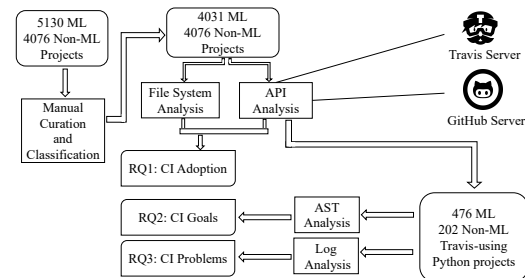 5130 ML
4076 Non-ML
Projects
4031 ML
4076 Non-ML
Projects
Travis Server
Manual
Curation
and
Classification
File System
Analysis
API
Analysis
GitHub Server
RQ1: CI Adoption
RQ2: CI Goals
AST
Analysis
476 ML
202 Non-ML
Travis-using
Python projects
RQ3: CI Problems
Log
Analysis